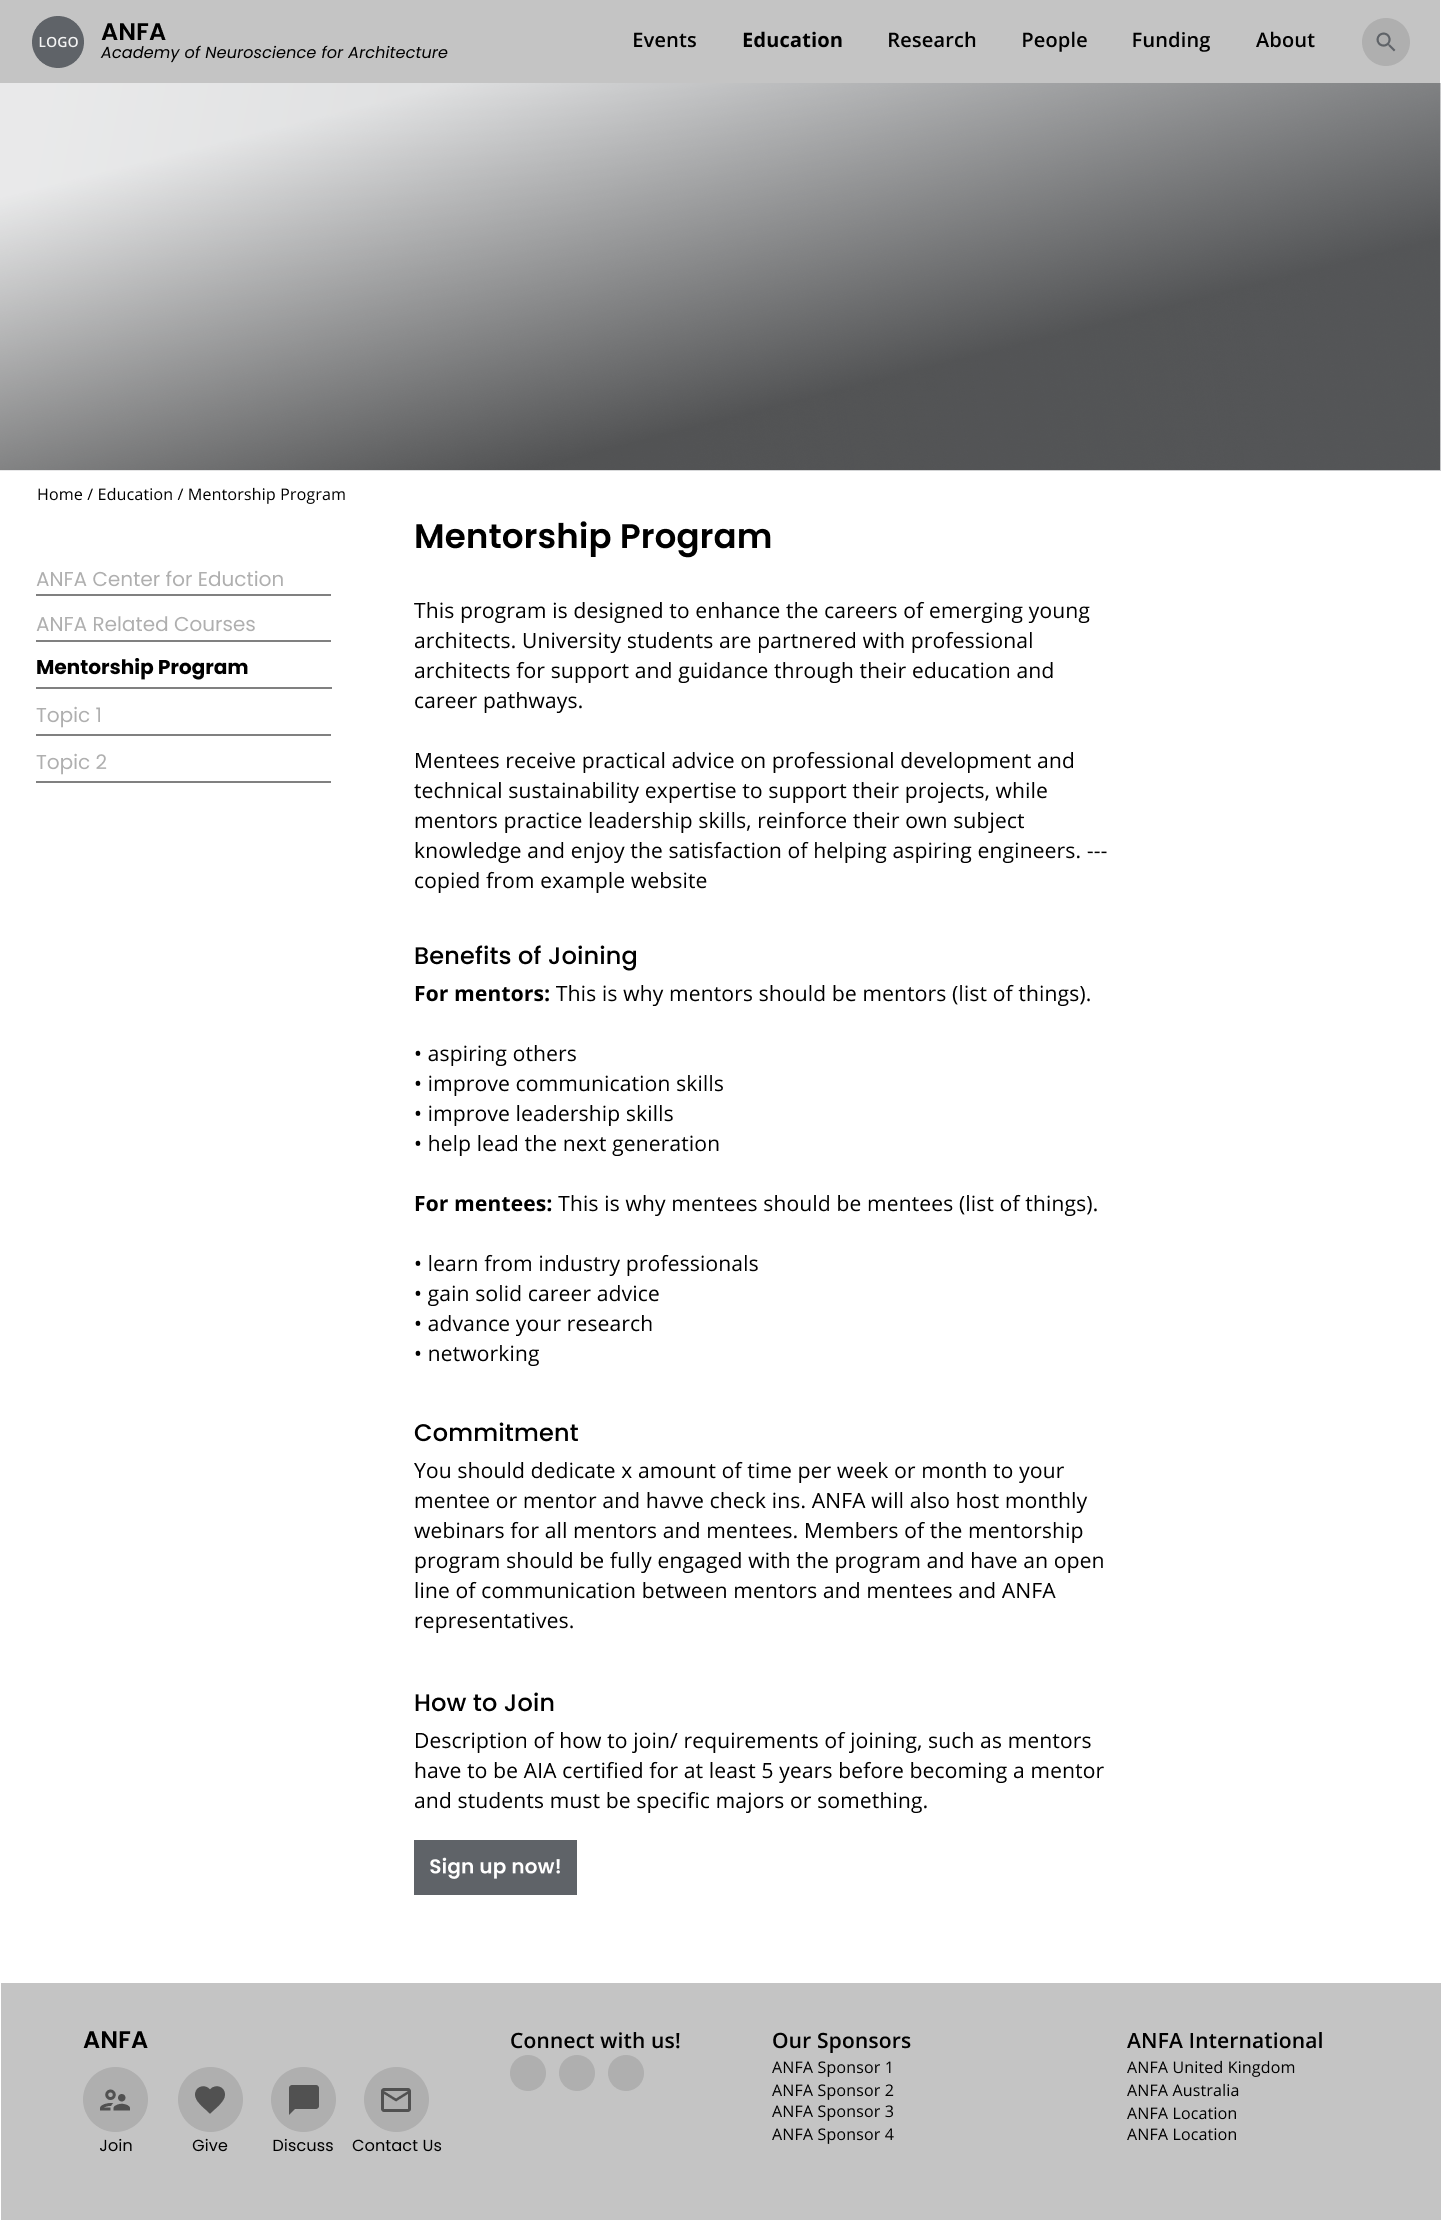 LOGO
ANFA
Academy of Neuroscience for Architecture
Events
Education
Research
People
Funding
About
Home / Education / Mentorship Program
ANFA Center for Eduction
ANFA Related Courses
Mentorship Program
Topic 1
Topic 2
Mentorship Program
This program is designed to enhance the careers of emerging young
architects. University students are partnered with professional
architects for support and guidance through their education and
career pathways.
Mentees receive practical advice on professional development and
technical sustainability expertise to support their projects, while
mentors practice leadership skills, reinforce their own subject
knowledge and enjoy the satisfaction of helping aspiring engineers. ---
copied from example website
Benefits of Joining
For mentors: This is why mentors should be mentors (list of things).
• aspiring others
• improve communication skills
• improve leadership skills
• help lead the next generation
For mentees: This is why mentees should be mentees (list of things).
• learn from industry professionals
• gain solid career advice
• advance your research
• networking
Commitment
You should dedicate x amount of time per week or month to your
mentee or mentor and havve check ins. ANFA will also host monthly
webinars for all mentors and mentees. Members of the mentorship
program should be fully engaged with the program and have an open
line of communication between mentors and mentees and ANFA
representatives.
How to Join
Description of how to join/ requirements of joining, such as mentors
have to be AIA certified for at least 5 years before becoming a mentor
and students must be specific majors or something.
Sign up now!
ANFA
Join
Give
Discuss
Contact Us
Connect with us!
Our Sponsors
ANFA Sponsor 1
ANFA Sponsor 2
ANFA Sponsor 3
ANFA Sponsor 4
ANFA International
ANFA United Kingdom
ANFA Australia
ANFA Location
ANFA Location